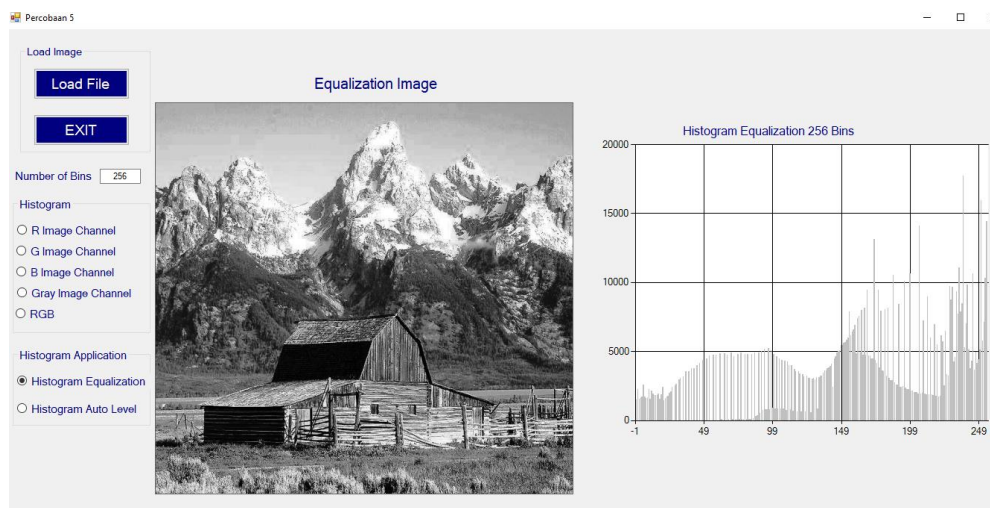 Percobaan 5
Load Image
Load File
EXIT
Number of Bins 256
Histogram
R Image Channel
G Image Channel
B Image Channel
Gray Image Channel
RGB
Histogram Application
Histogram Equalization
Histogram Auto Level
Equalization Image
Histogram Equalization 256 Bins
20000
15000
10000
5000
0
-1 49 99 149 199 249